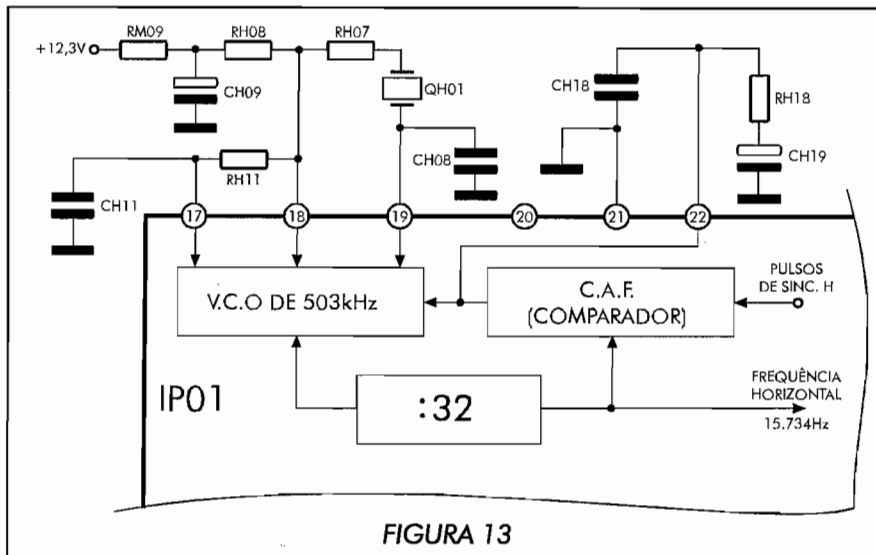 +12,3V
RM09
RH08
RH07
CH09
QH01
CH18
RH18
CH19
CH08
RH11
CH11
17
18
19
20
21
22
V.C.O DE 503kHz
C.A.F.
(COMPARADOR)
PULSOS
DE SINC. H
IP01
:32
FREQUÊNCIA
HORIZONTAL
15.734Hz
FIGURA 13